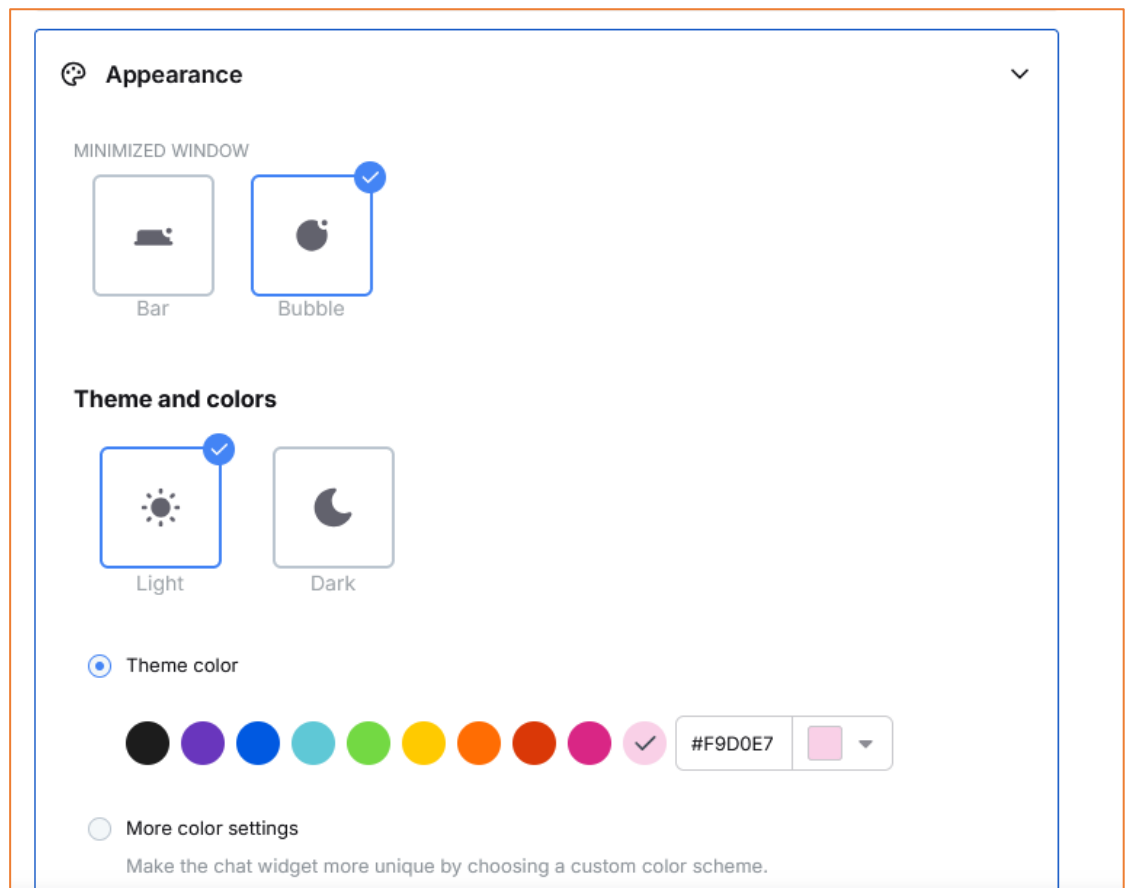 Appearance
MINIMIZED WINDOW
Bar
Bubble
Theme and colors
Light
Dark
Theme color
#F9D0E7
More color settings
Make the chat widget more unique by choosing a custom color scheme.